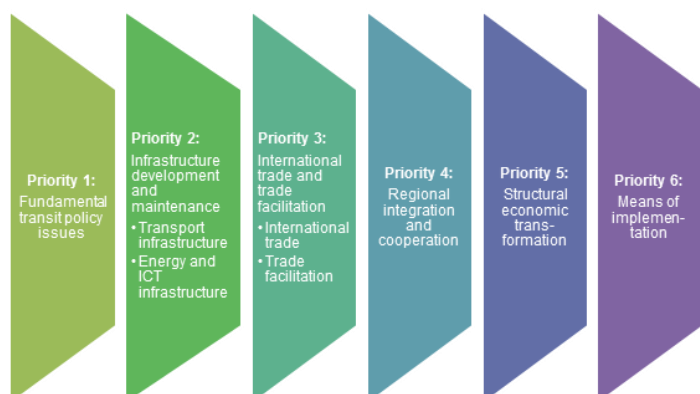 Priority 1:
Fundamental
transit policy
issues
Priority 2:
Infrastructure
development
and
maintenance
• Transport
infrastructure
• Energy and
ICT
infrastructure
Priority 3:
International
trade and
trade
facilitation
• International
trade
• Trade
facilitation
Priority 4:
Regional
integration
and
cooperation
Priority 5:
Structural
economic
trans-
formation
Priority 6:
Means of
implemen-
tation